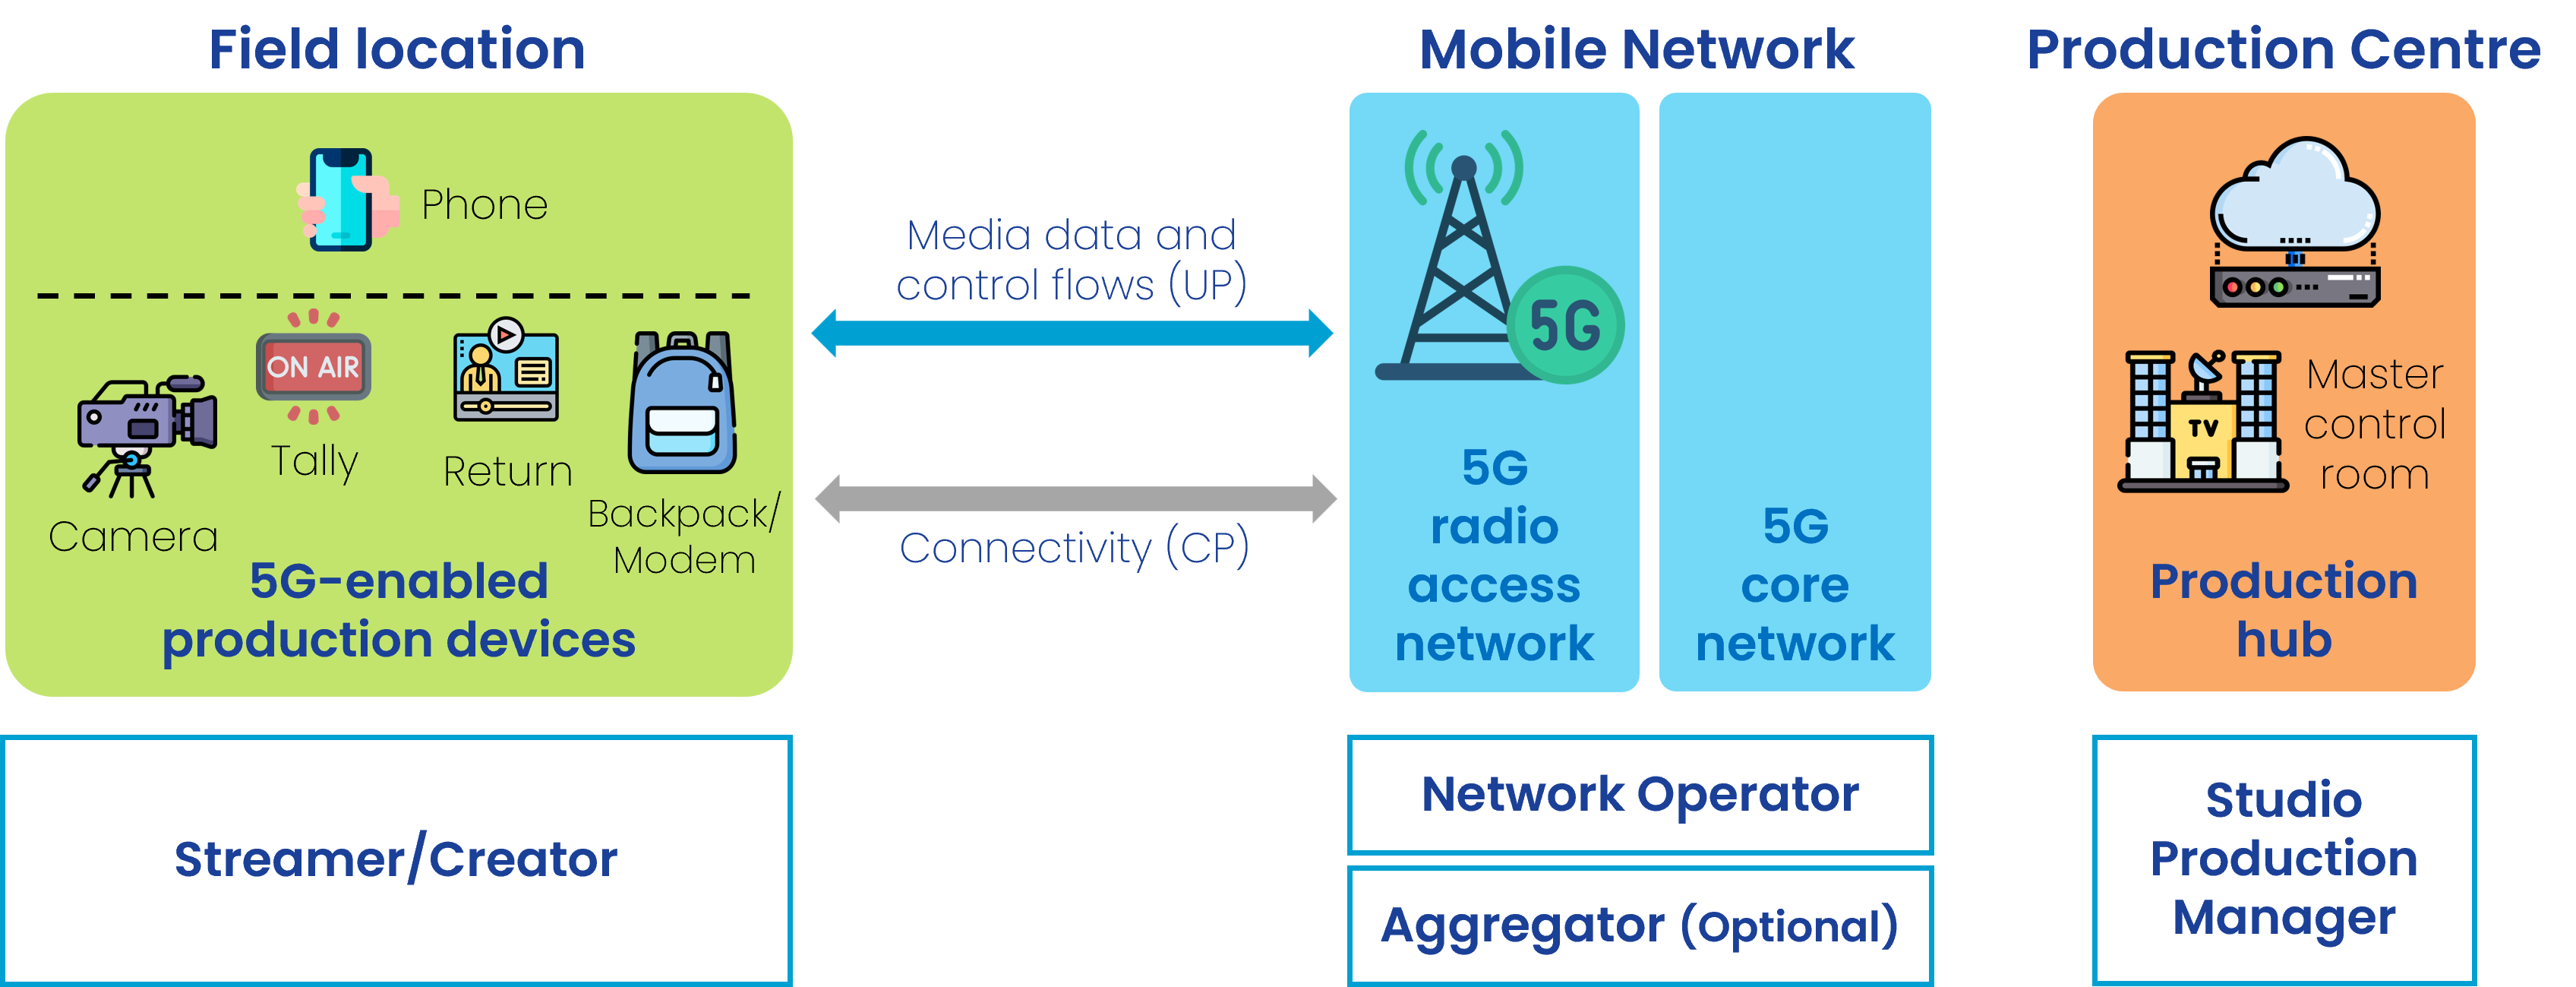 Field location
Mobile Network
Production Centre
Phone
ON AIR
Tally
Return
Camera
Backpack/
Modem
5G-enabled
production devices
Media data and
control flows (UP)
Connectivity (CP)
5G
5G
radio
access
network
5G
core
network
TV
Master
control
room
Production
hub
Streamer/Creator
Network Operator
Aggregator (Optional)
Studio
Production
Manager